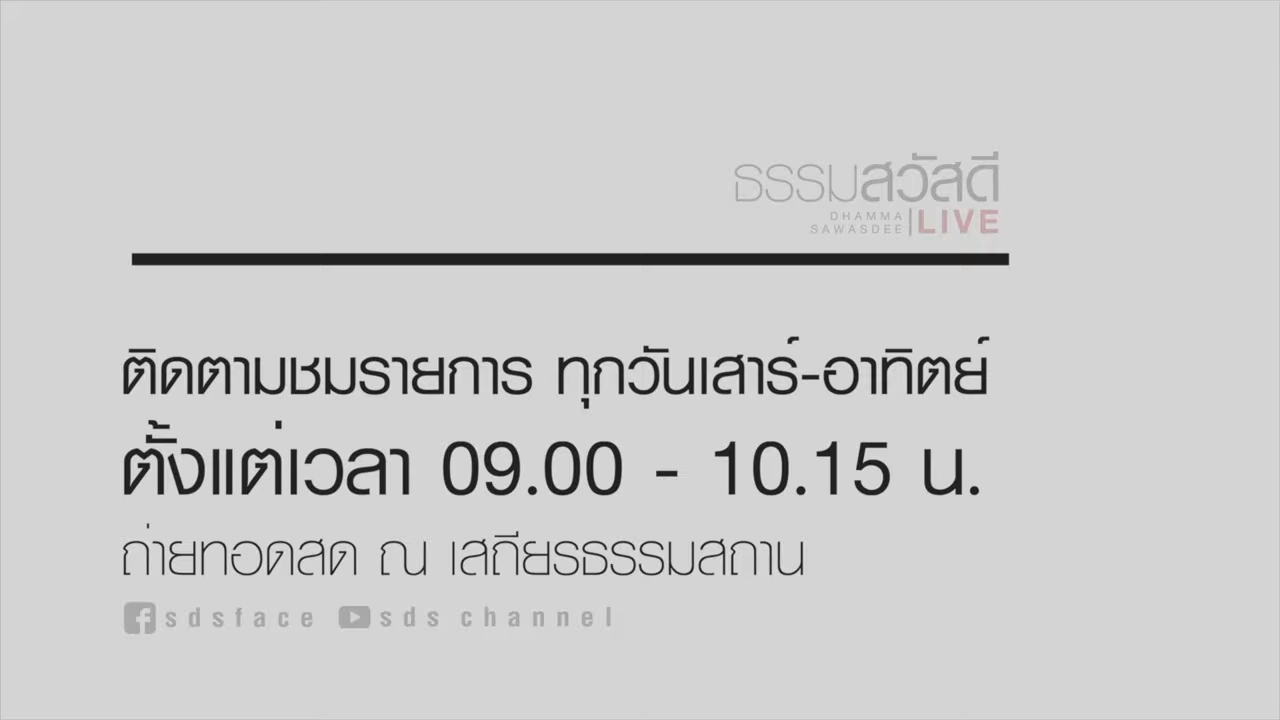 ธรรมสวัสดี
DHAMMA
SAWASDEE
LIVE
ติดตามชมรายการ ทุกวันเสาร์-อาทิตย์
ตั้งแต่เวลา 09.00 - 10.15 น.
ถ่ายทอดสด ณ เสถียรธรรมสถาน
sdsface sds channel